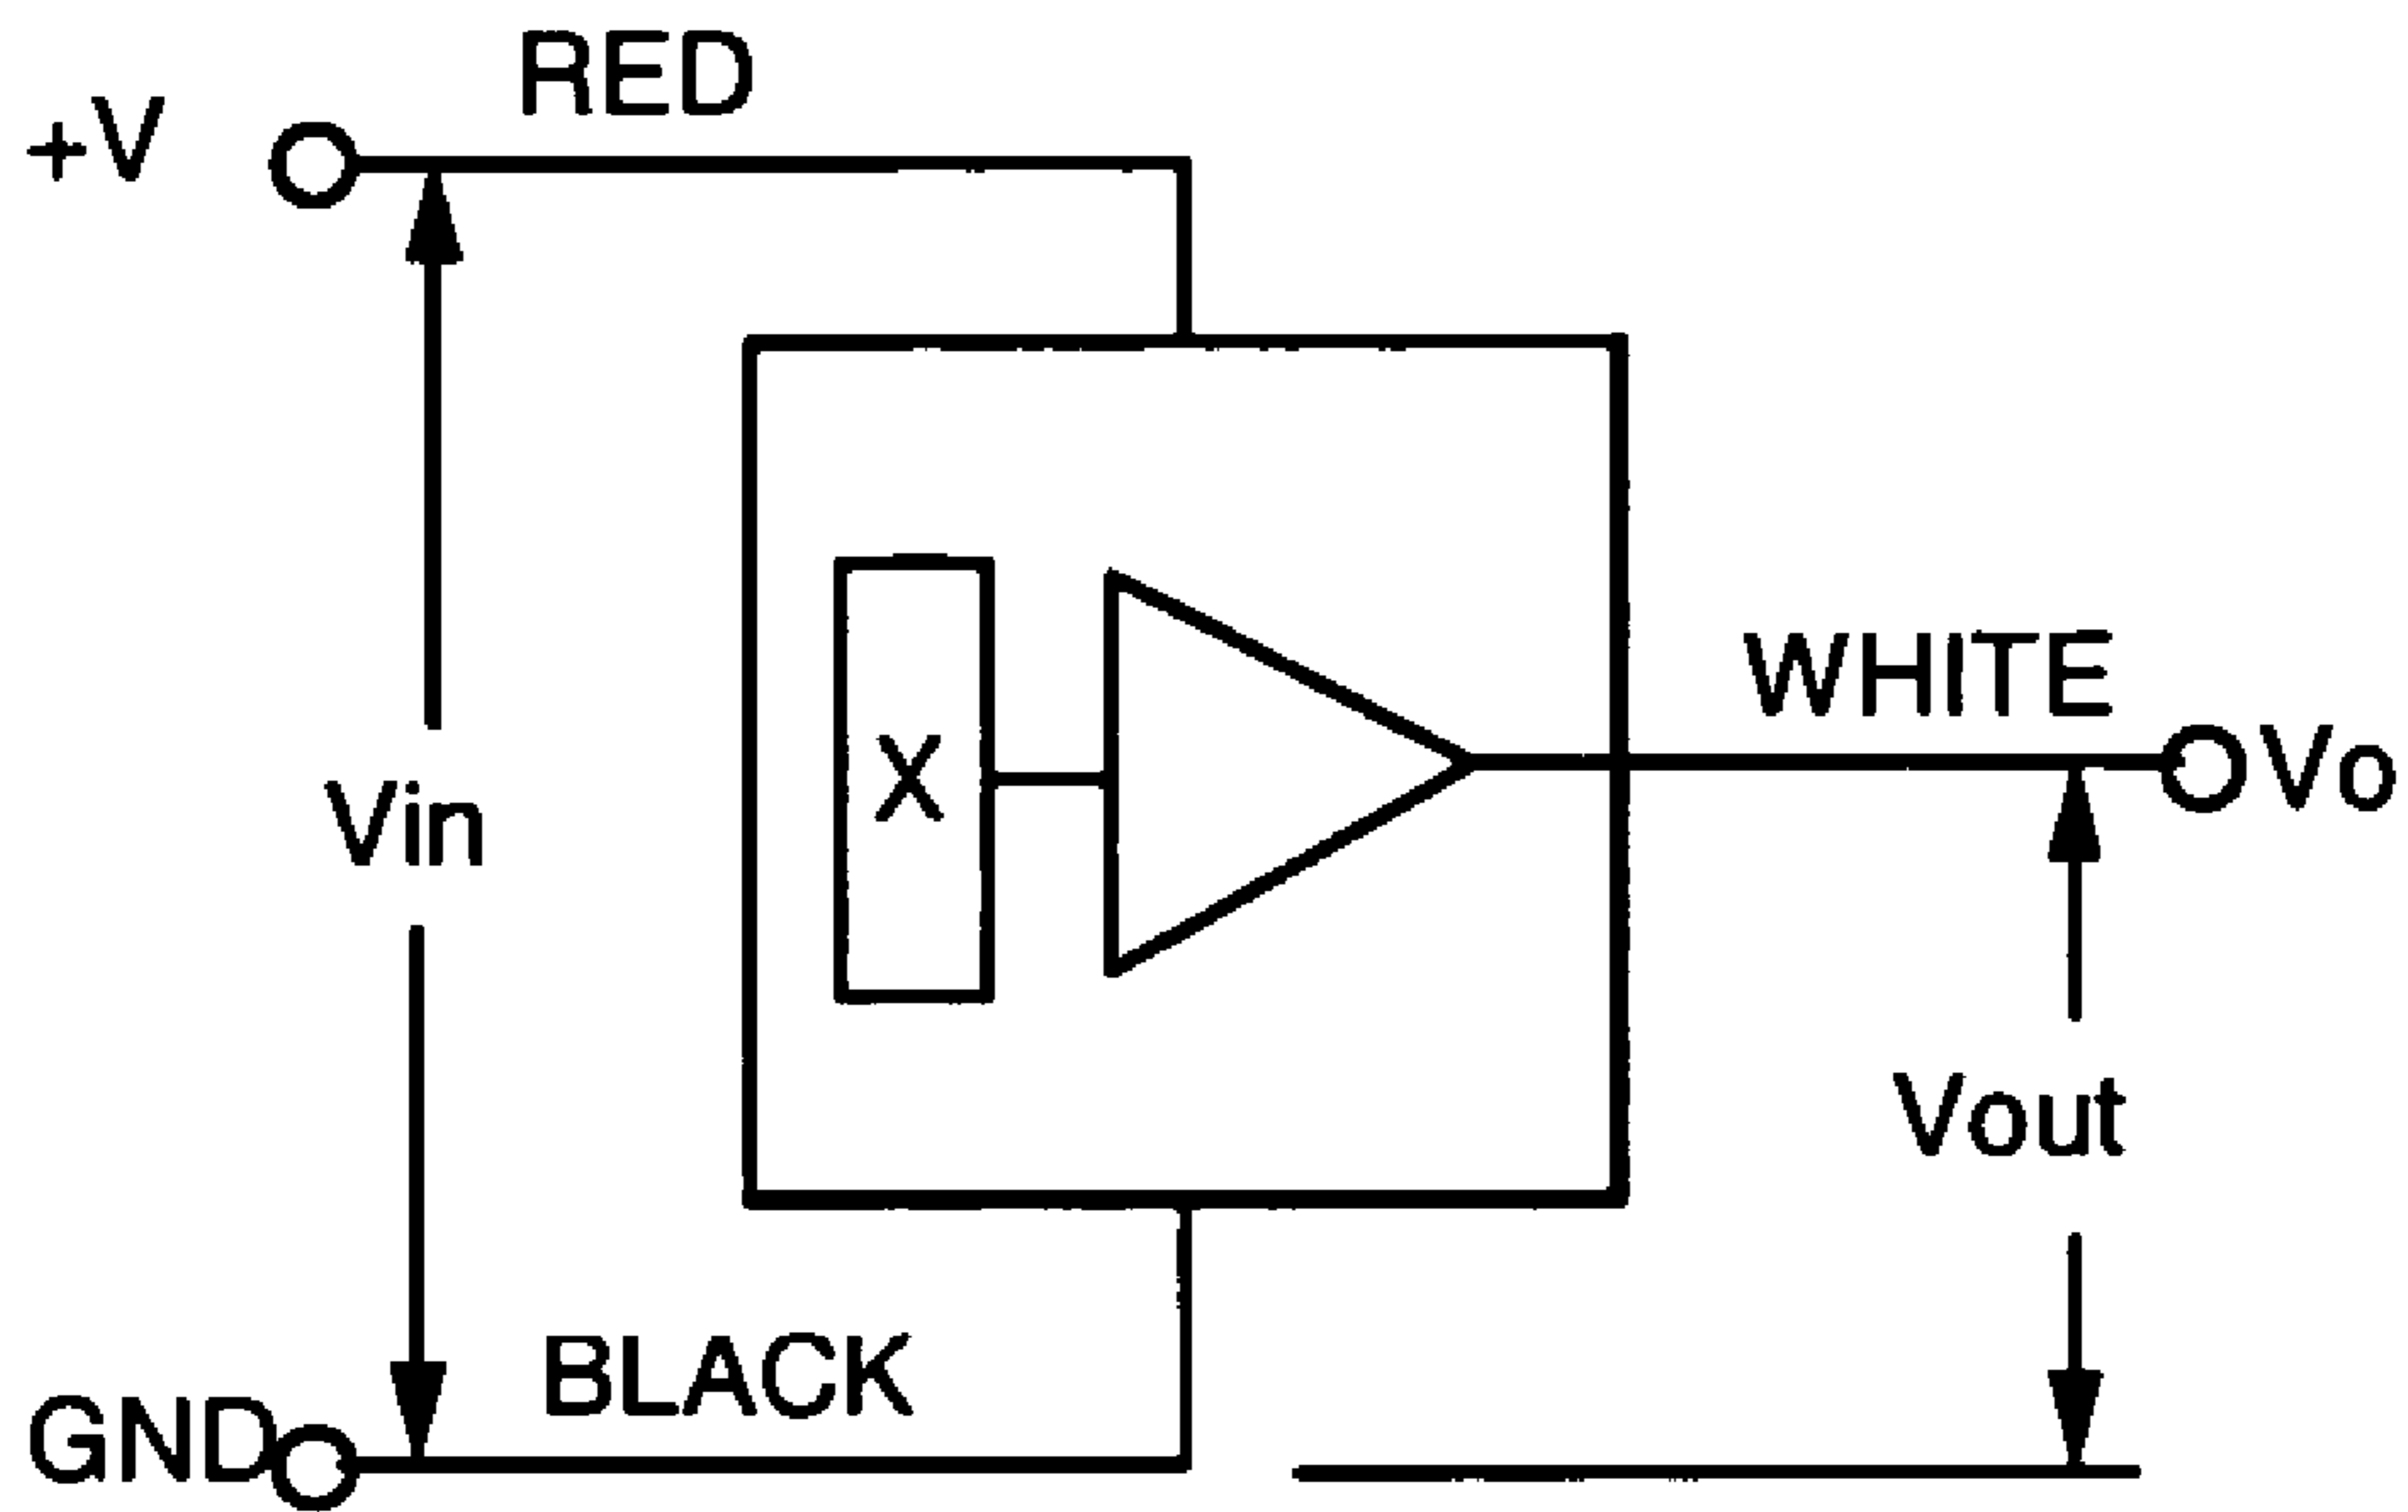 RED
+V
WHITE
Vo
X
Vin
Vout
BLACK
GND